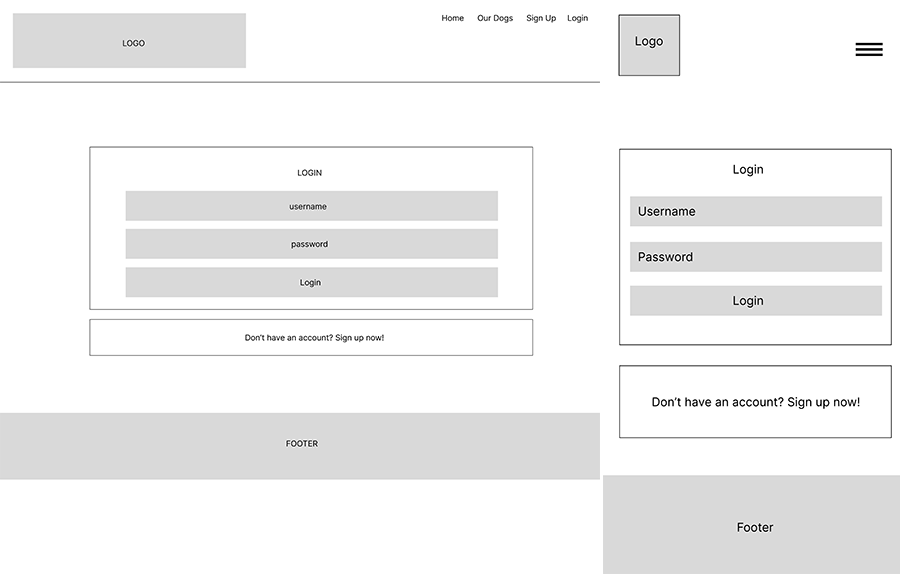 LOGO
Home Our Dogs Sign Up Login
LOGIN
username
password
Login
Don't have an account? Sign up now!
FOOTER
Logo
Login
Username
Password
Login
Don't have an account? Sign up now!
Footer